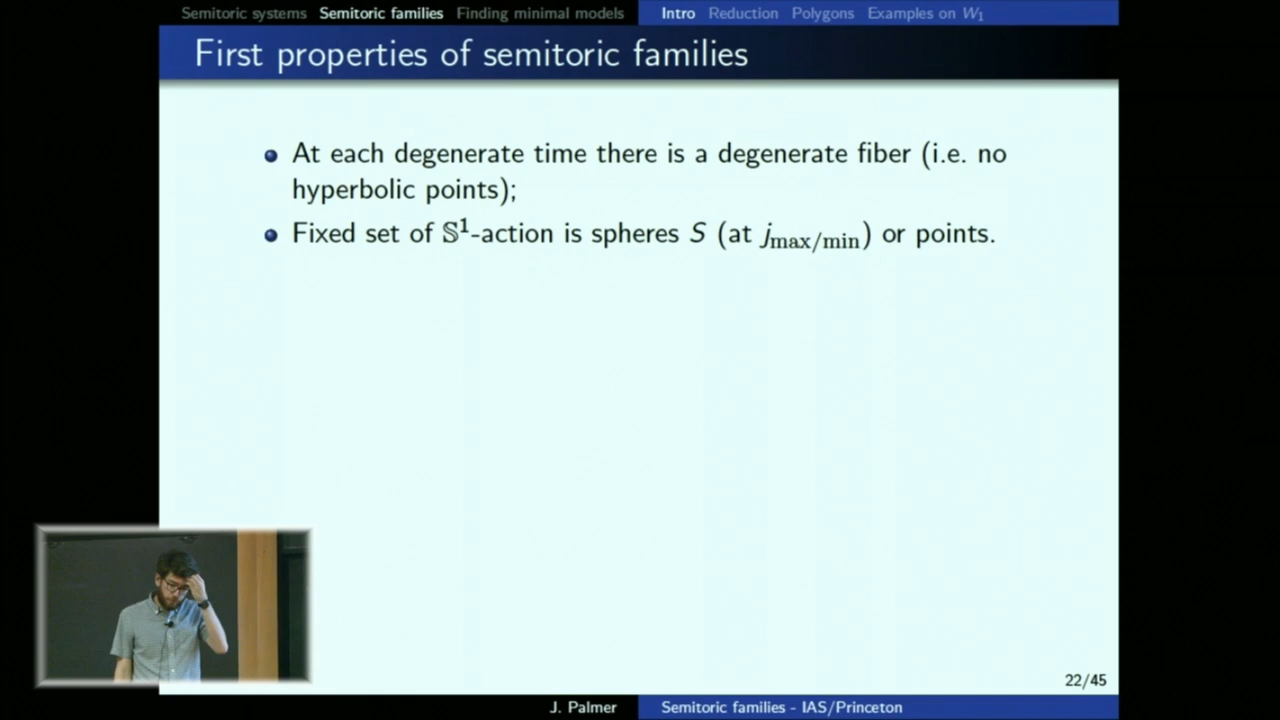 Semitoric systems Semitoric families Finding minimal models Intro Reduction Polygons Examples on W₁
First properties of semitoric families
At each degenerate time there is a degenerate fiber (i.e. no
hyperbolic points);
Fixed set of 𝕊¹-action is spheres S (at j_max/min) or points.
22/45
J. Palmer Semitoric families - IAS/Princeton